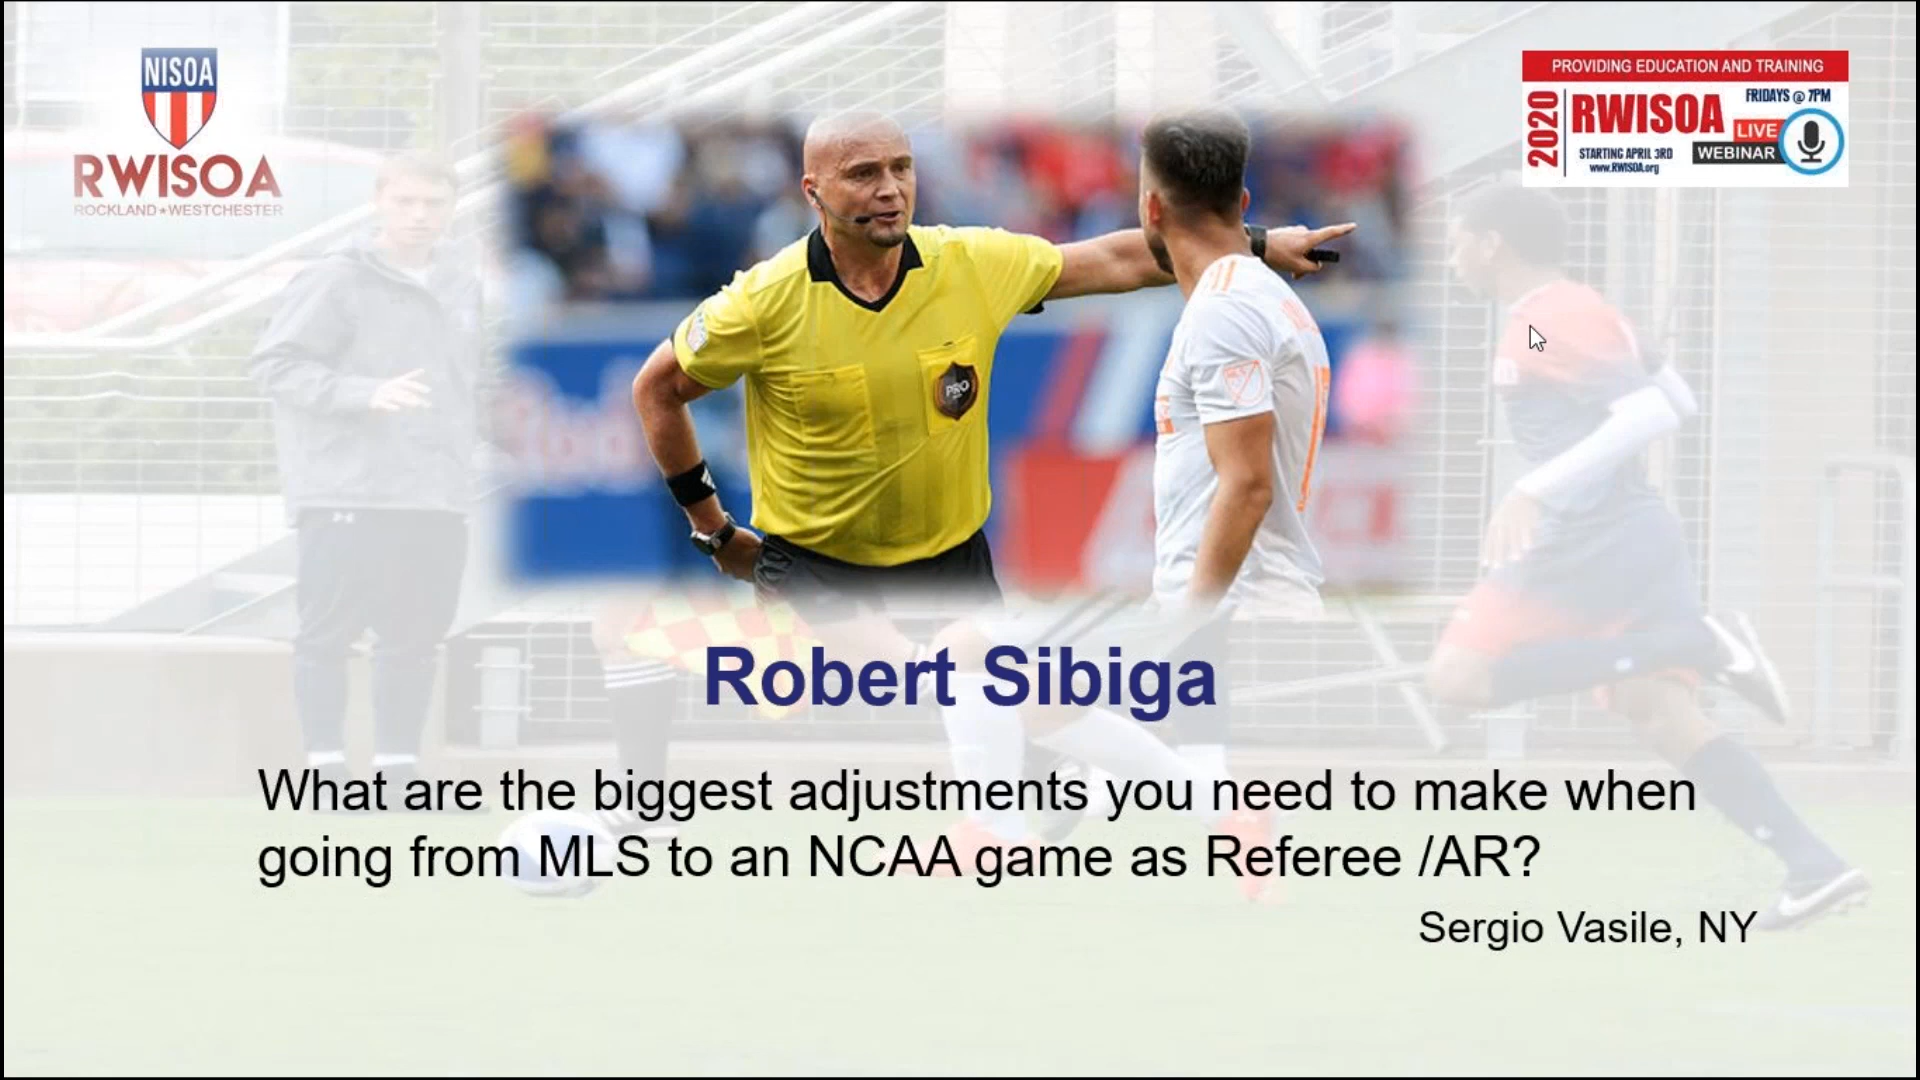 NISOA
RWISOA
ROCKLAND★WESTCHESTER
PROVIDING EDUCATION AND TRAINING
2020
RWISOA
FRIDAYS @ 7PM
LIVE
WEBINAR
STARTING APRIL 3RD
www.RWISOA.org
PRO
Robert Sibiga
What are the biggest adjustments you need to make when
going from MLS to an NCAA game as Referee /AR?
Sergio Vasile, NY